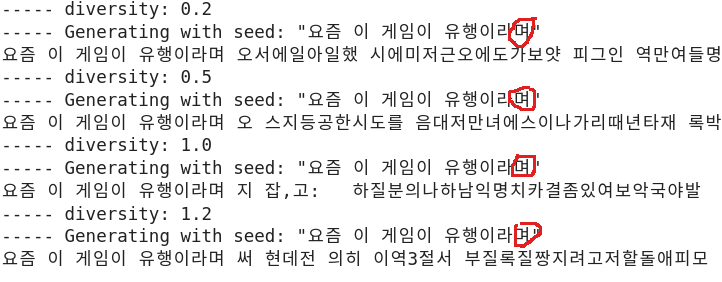 ----- diversity: 0.2
----- Generating with seed: "요즘 이 게임이 유행이라며"
요즘 이 게임이 유행이라며 오서에일아일했 시에미저근오에도가보얏 피그인 역만여들명
----- diversity: 0.5
----- Generating with seed: "요즘 이 게임이 유행이라며"
요즘 이 게임이 유행이라며 오 스지등공한시도를 음대저만녀에스이나가리때년타재 록박
----- diversity: 1.0
----- Generating with seed: "요즘 이 게임이 유행이라며"
요즘 이 게임이 유행이라며 지 잡,고:   하질분의나하남익명치카결좀있여보악국야발
----- diversity: 1.2
----- Generating with seed: "요즘 이 게임이 유행이라며"
요즘 이 게임이 유행이라며 써 현데전 의히 이역3절서 부질록질짱지려고저할돌애피모